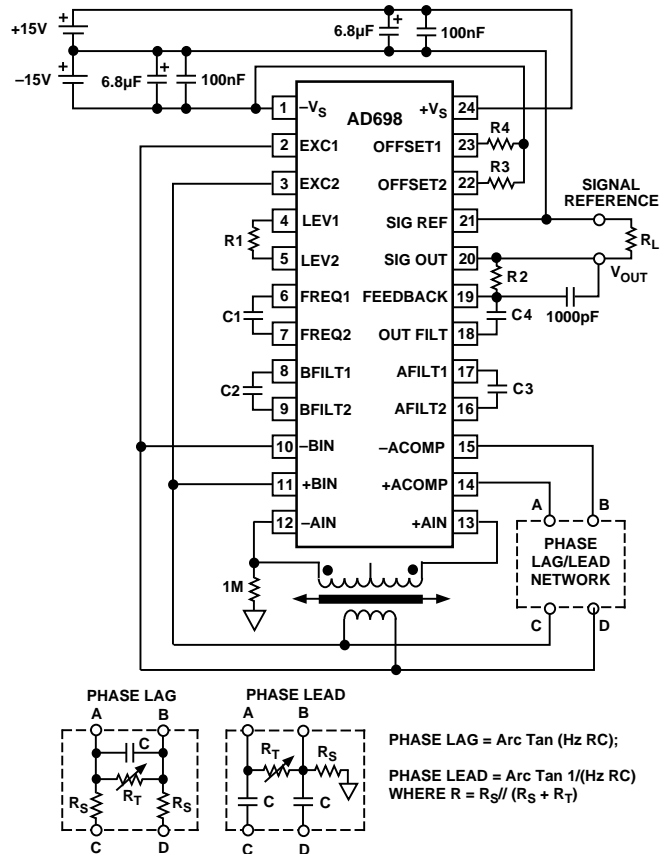 +15V
6.8µF
100nF
–15V
6.8µF
100nF
AD698
1
–VS
2
EXC1
3
EXC2
4
LEV1
R1
5
LEV2
6
FREQ1
C1
7
FREQ2
8
BFILT1
C2
9
BFILT2
10
–BIN
11
+BIN
12
–AIN
+VS
24
OFFSET1
23
R4
OFFSET2
22
R3
SIG REF
21
SIGNAL
REFERENCE
RL
SIG OUT
20
VOUT
R2
FEEDBACK
19
1000pF
C4
OUT FILT
18
AFILT1
17
C3
AFILT2
16
–ACOMP
15
+ACOMP
14
+AIN
13
1M
A
B
PHASE
LAG/LEAD
NETWORK
C
D
PHASE LAG
A
B
C
RT
RS
RS
C
D
PHASE LEAD
A
B
RT
RS
C
C
C
D
PHASE LAG = Arc Tan (Hz RC);
PHASE LEAD = Arc Tan 1/(Hz RC)
WHERE R = RS// (RS + RT)